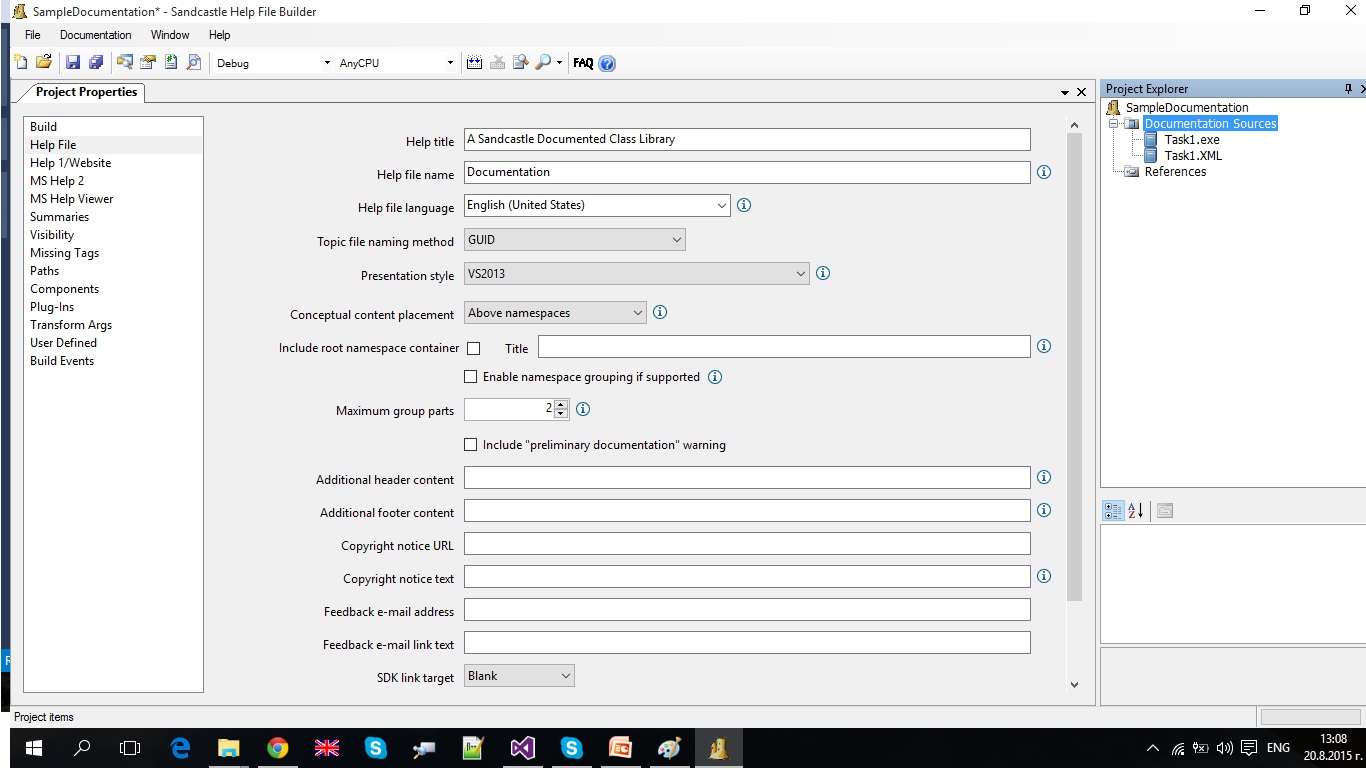 SampleDocumentation* - Sandcastle Help File Builder
File Documentation Window Help
Debug AnyCPU FAQ
Project Properties
Build
Help File
Help 1/Website
MS Help 2
MS Help Viewer
Summaries
Visibility
Missing Tags
Paths
Components
Plug-Ins
Transform Args
User Defined
Build Events
Help title A Sandcastle Documented Class Library
Help file name Documentation
Help file language English (United States)
Topic file naming method GUID
Presentation style VS2013
Conceptual content placement Above namespaces
Include root namespace container Title
Enable namespace grouping if supported
Maximum group parts 2
Include "preliminary documentation" warning
Additional header content
Additional footer content
Copyright notice URL
Copyright notice text
Feedback e-mail address
Feedback e-mail link text
SDK link target Blank
Project Explorer
SampleDocumentation
Documentation Sources
Task1.exe
Task1.XML
References
Project items
ENG
13:08
20.8.2015 г.